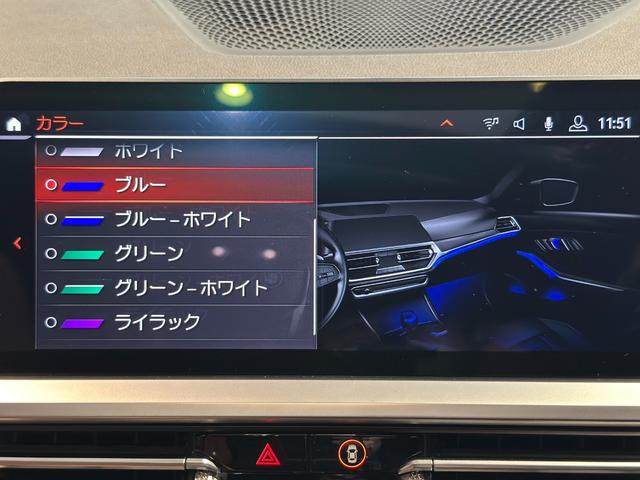 カラー
11:51
ホワイト
ブルー
ブルー－ホワイト
グリーン
グリーン－ホワイト
ライラック